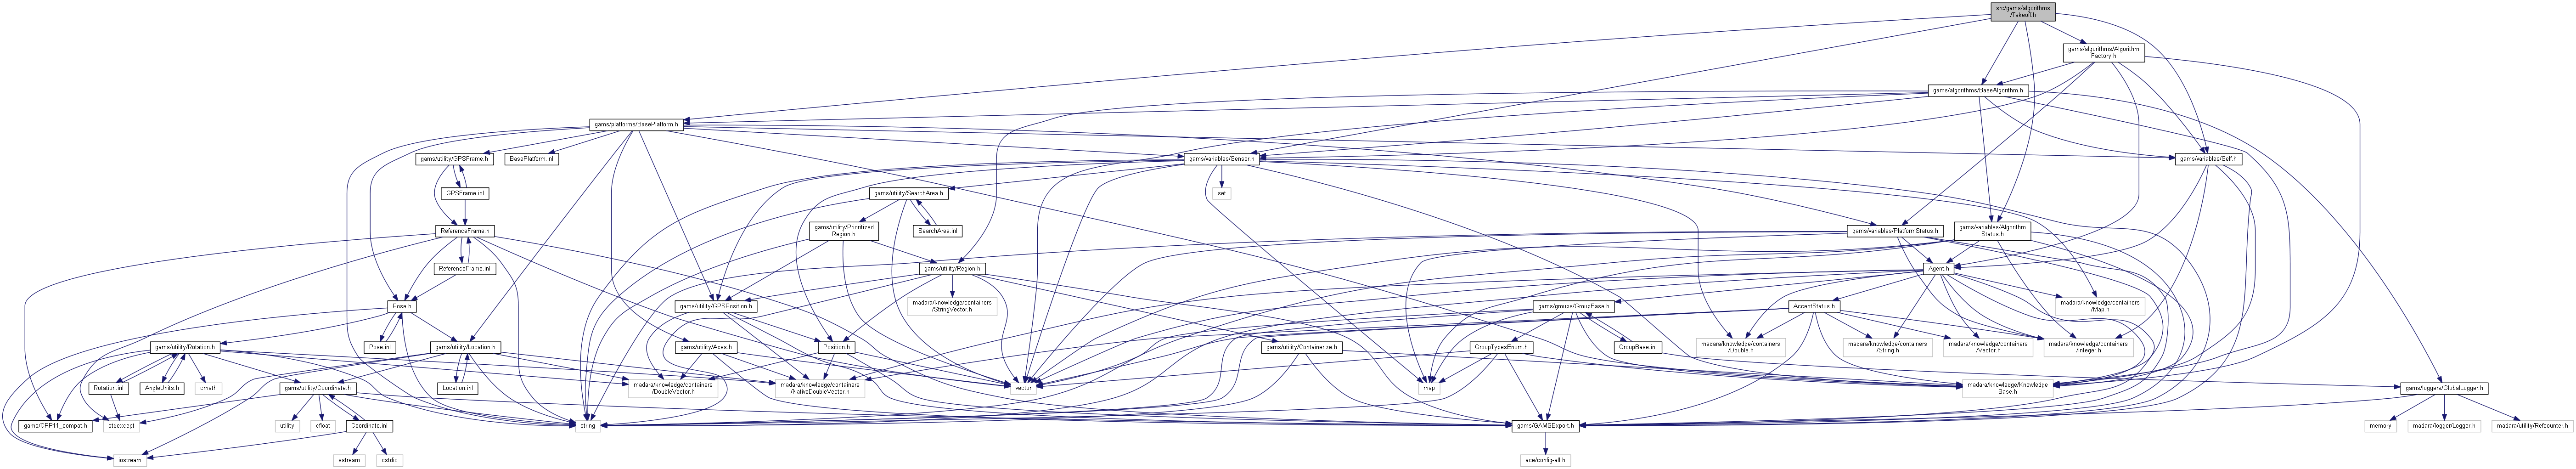 src/gams/algorithms
/Takeoff.h
gams/algorithms/Algorithm
Factory.h
gams/algorithms/BaseAlgorithm.h
gams/platforms/BasePlatform.h
gams/utility/GPSFrame.h
BasePlatform.inl
gams/variables/Sensor.h
gams/variables/Self.h
GPSFrame.inl
gams/utility/SearchArea.h
set
ReferenceFrame.h
gams/utility/Prioritized
Region.h
SearchArea.inl
gams/variables/PlatformStatus.h
gams/variables/Algorithm
Status.h
ReferenceFrame.inl
gams/utility/Region.h
Agent.h
Pose.h
gams/utility/GPSPosition.h
madara/knowledge/containers
/StringVector.h
gams/groups/GroupBase.h
AccentStatus.h
madara/knowledge/containers
/Map.h
gams/utility/Rotation.h
Pose.inl
gams/utility/Location.h
gams/utility/Axes.h
Position.h
gams/utility/Containerize.h
GroupTypesEnum.h
GroupBase.inl
madara/knowledge/containers
/Double.h
madara/knowledge/containers
/String.h
madara/knowledge/containers
/Vector.h
madara/knowledge/containers
/Integer.h
Rotation.inl
AngleUnits.h
cmath
gams/utility/Coordinate.h
Location.inl
madara/knowledge/containers
/DoubleVector.h
madara/knowledge/containers
/NativeDoubleVector.h
vector
map
madara/knowledge/Knowledge
Base.h
gams/loggers/GlobalLogger.h
gams/CPP11_compat.h
stdexcept
utility
cfloat
Coordinate.inl
string
gams/GAMSExport.h
memory
madara/logger/Logger.h
madara/utility/Refcounter.h
iostream
sstream
cstdio
ace/config-all.h